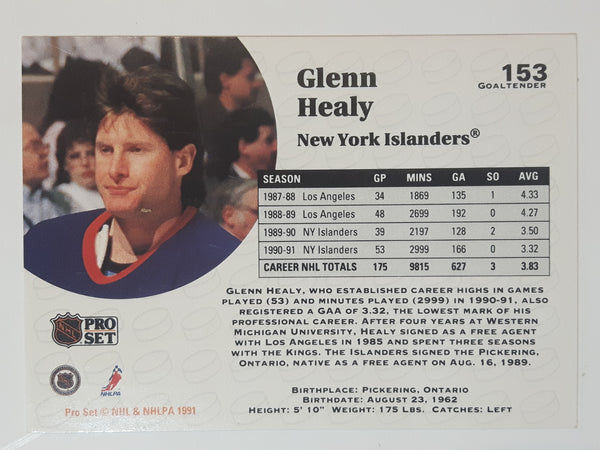 Glenn
Healy
153
GOALTENDER
New York Islanders®
SEASON GP MINS GA SO AVG
1987-88 Los Angeles 34 1869 135 1 4.33
1988-89 Los Angeles 48 2699 192 0 4.27
1989-90 NY Islanders 39 2197 128 2 3.50
1990-91 NY Islanders 53 2999 166 0 3.32
CAREER NHL TOTALS 175 9815 627 3 3.83
GLENN HEALY, WHO ESTABLISHED CAREER HIGHS IN GAMES
PLAYED (53) AND MINUTES PLAYED (2999) IN 1990-91, ALSO
REGISTERED A GAA OF 3.32, THE LOWEST MARK OF HIS
PROFESSIONAL CAREER. AFTER FOUR YEARS AT WESTERN
MICHIGAN UNIVERSITY, HEALY SIGNED AS A FREE AGENT
WITH LOS ANGELES IN 1985 AND SPENT THREE SEASONS
WITH THE KINGS. THE ISLANDERS SIGNED THE PICKERING,
ONTARIO, NATIVE AS A FREE AGENT ON AUG. 16, 1989.
BIRTHPLACE: PICKERING, ONTARIO
BIRTHDATE: AUGUST 23, 1962
HEIGHT: 5' 10" WEIGHT: 175 LBS. CATCHES: LEFT
NHL
PRO
SET
NHLPA
Pro Set © NHL & NHLPA 1991